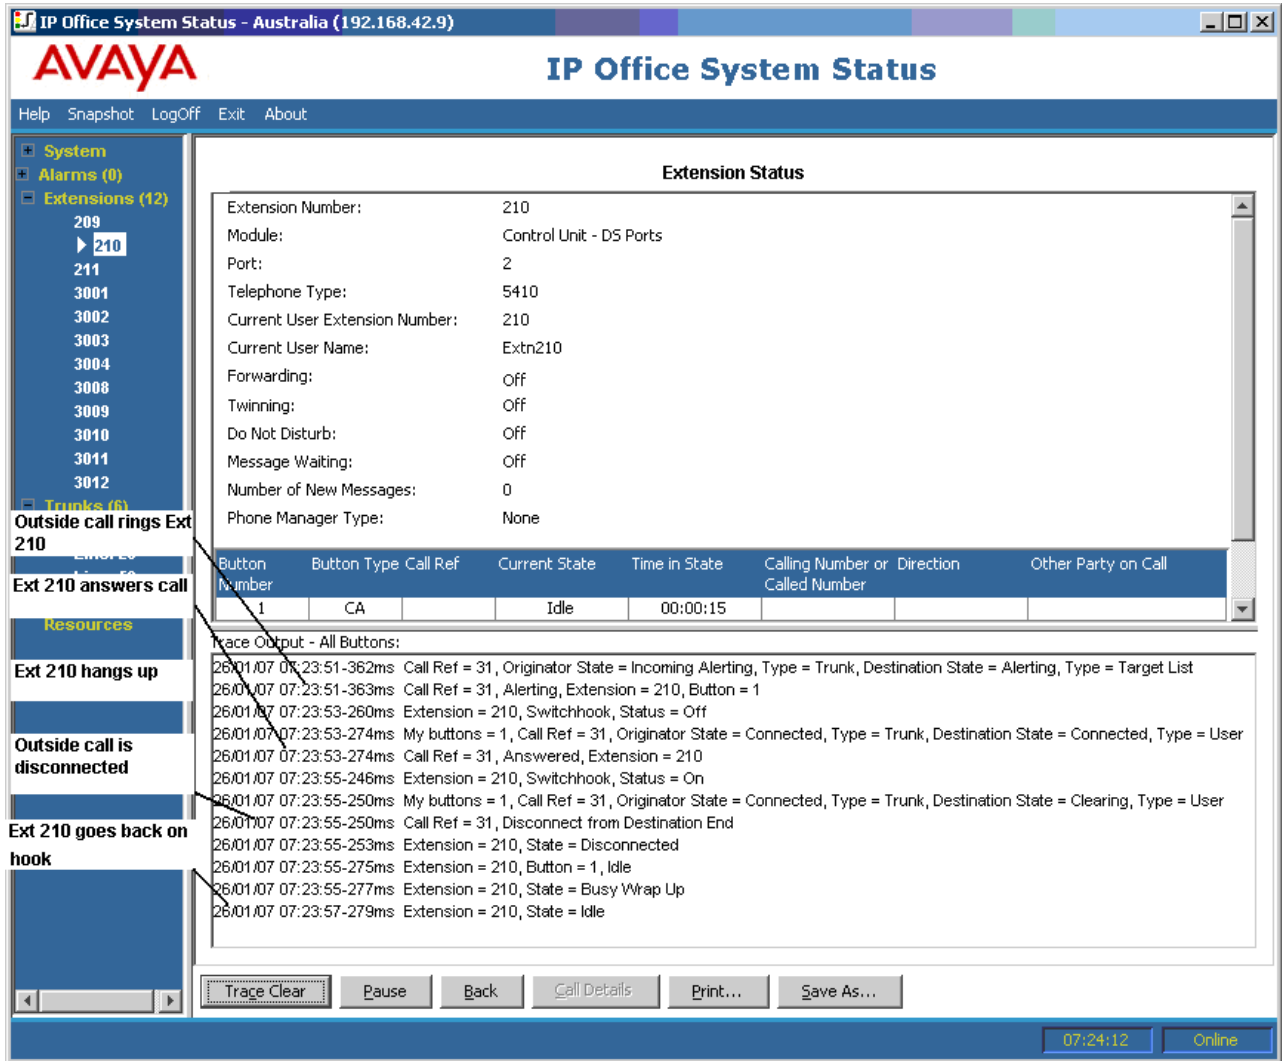 IP Office System Status - Australia (192.168.42.9)
AVAYA
IP Office System Status
Help Snapshot LogOff Exit About
System
Alarms (0)
Extensions (12)
209
210
211
3001
3002
3003
3004
3008
3009
3010
3011
3012
Trunks (6)
Resources
Outside call rings Ext
210
Ext 210 answers call
Ext 210 hangs up
Outside call is
disconnected
Ext 210 goes back on
hook
Extension Status
Extension Number: 210
Module: Control Unit - DS Ports
Port: 2
Telephone Type: 5410
Current User Extension Number: 210
Current User Name: Extn210
Forwarding: Off
Twinning: Off
Do Not Disturb: Off
Message Waiting: Off
Number of New Messages: 0
Phone Manager Type: None
Button Number Button Type Call Ref Current State Time in State Calling Number or Called Number Direction Other Party on Call
1 CA Idle 00:00:15
Trace Output - All Buttons:
26/01/07 07:23:51-362ms Call Ref = 31, Originator State = Incoming Alerting, Type = Trunk, Destination State = Alerting, Type = Target List
26/01/07 07:23:51-363ms Call Ref = 31, Alerting, Extension = 210, Button = 1
26/01/07 07:23:53-260ms Extension = 210, Switchhook, Status = Off
26/01/07 07:23:53-274ms My buttons = 1, Call Ref = 31, Originator State = Connected, Type = Trunk, Destination State = Connected, Type = User
26/01/07 07:23:53-274ms Call Ref = 31, Answered, Extension = 210
26/01/07 07:23:55-246ms Extension = 210, Switchhook, Status = On
26/01/07 07:23:55-250ms My buttons = 1, Call Ref = 31, Originator State = Connected, Type = Trunk, Destination State = Clearing, Type = User
26/01/07 07:23:55-250ms Call Ref = 31, Disconnect from Destination End
26/01/07 07:23:55-253ms Extension = 210, State = Disconnected
26/01/07 07:23:55-275ms Extension = 210, Button = 1, Idle
26/01/07 07:23:55-277ms Extension = 210, State = Busy Wrap Up
26/01/07 07:23:57-279ms Extension = 210, State = Idle
Trace Clear Pause Back Call Details Print... Save As...
07:24:12 Online